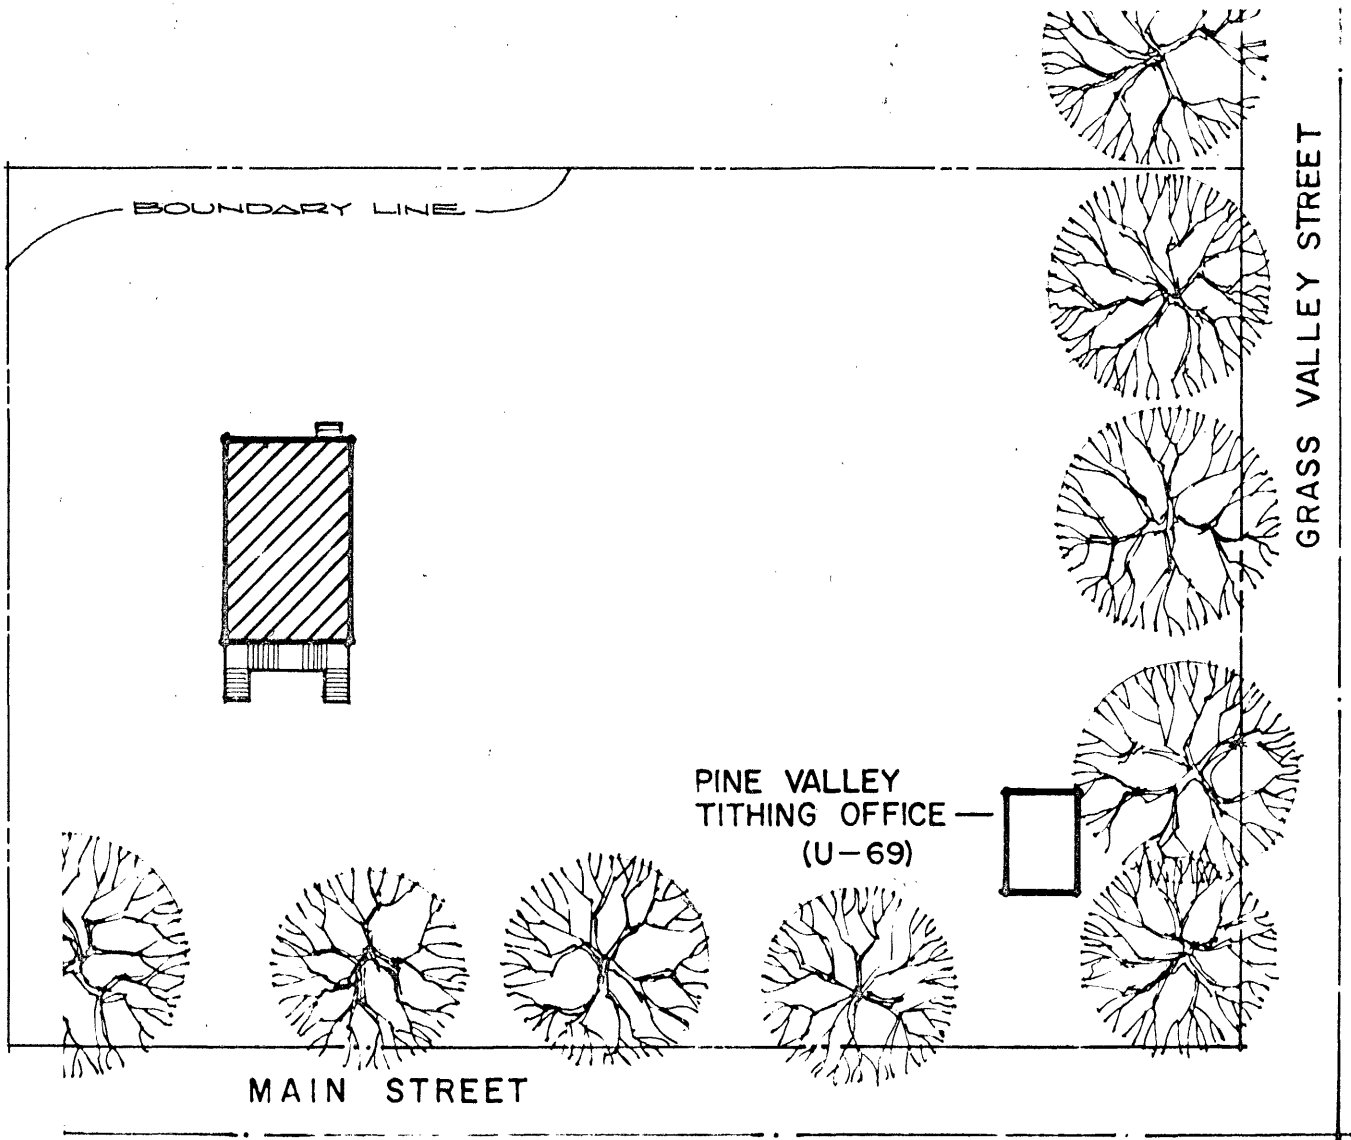 BOUNDARY LINE
GRASS VALLEY STREET
PINE VALLEY
TITHING OFFICE
(U-69)
MAIN STREET